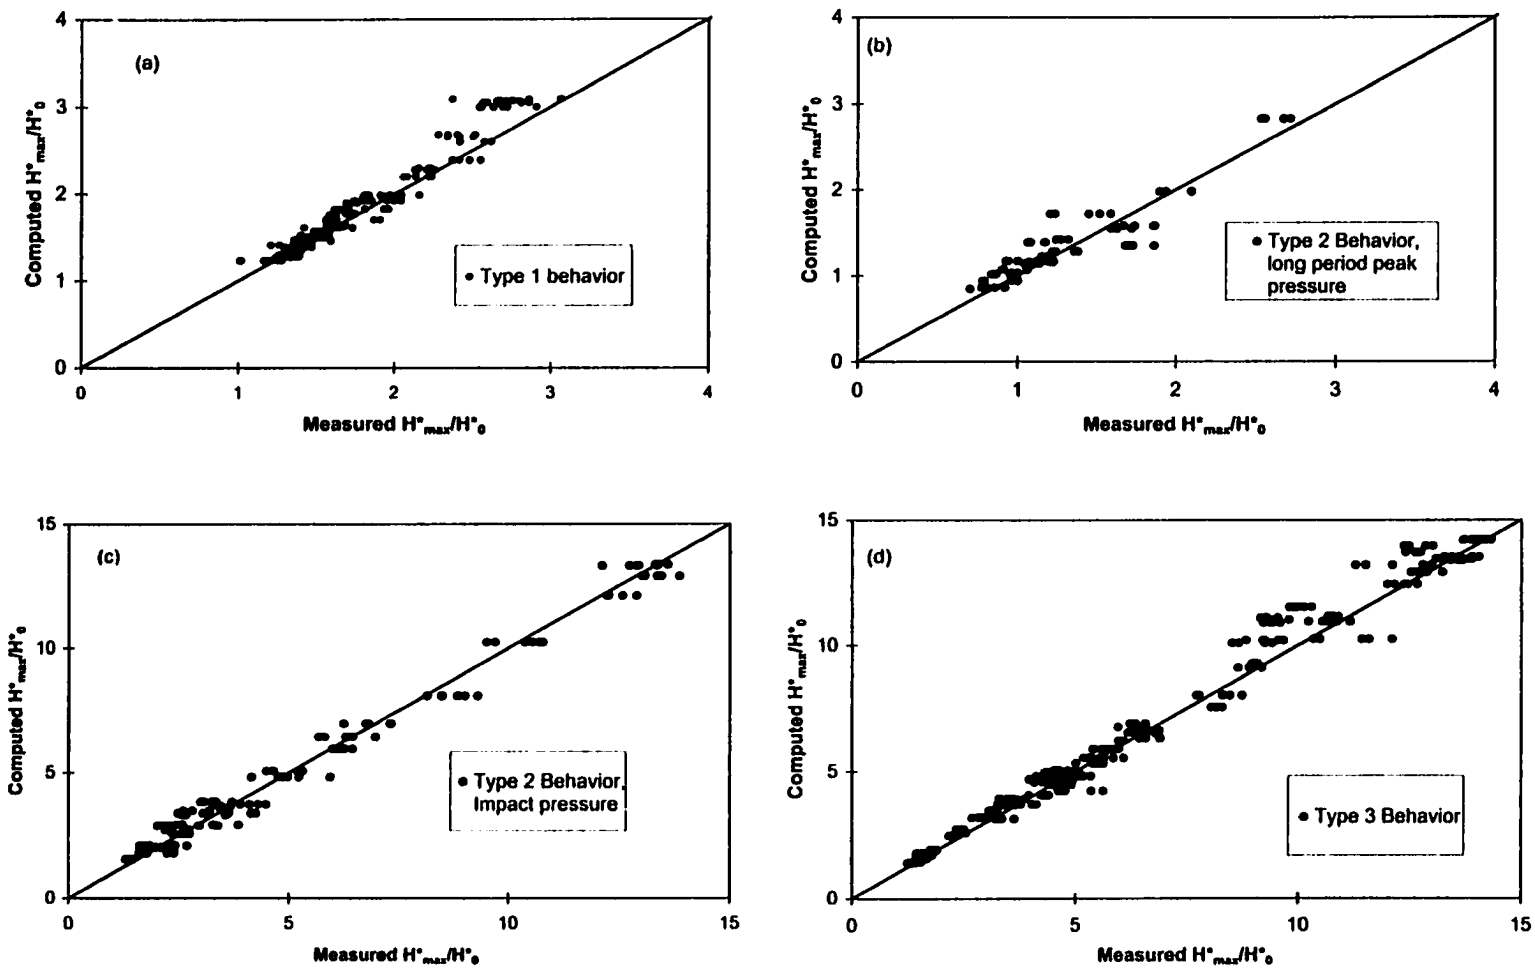 (a)
4
3
2
1
0
0 1 2 3 4
Computed H*max/H*0
Measured H*max/H*0
Type 1 behavior
(b)
4
3
2
1
0
0 1 2 3 4
Computed H*max/H*0
Measured H*max/H*0
Type 2 Behavior,
long period peak
pressure
(c)
15
10
5
0
0 5 10 15
Computed H*max/H*0
Measured H*max/H*0
Type 2 Behavior,
Impact pressure
(d)
15
10
5
0
0 5 10 15
Computed H*max/H*0
Measured H*max/H*0
Type 3 Behavior